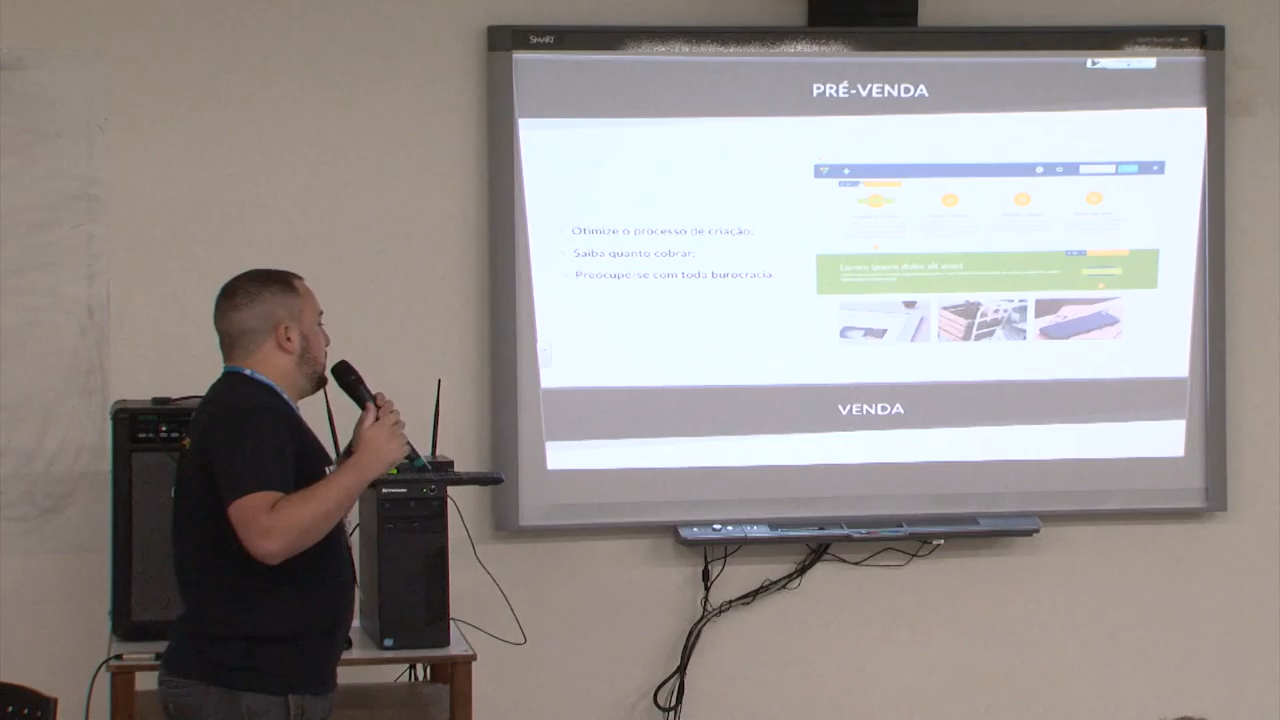 SMART
PRÉ-VENDA
Otimize o processo de criação;
Saiba quanto cobrar;
Preocupe-se com toda burocracia
Lorem ipsum dolor sit amet
VENDA
lenovo